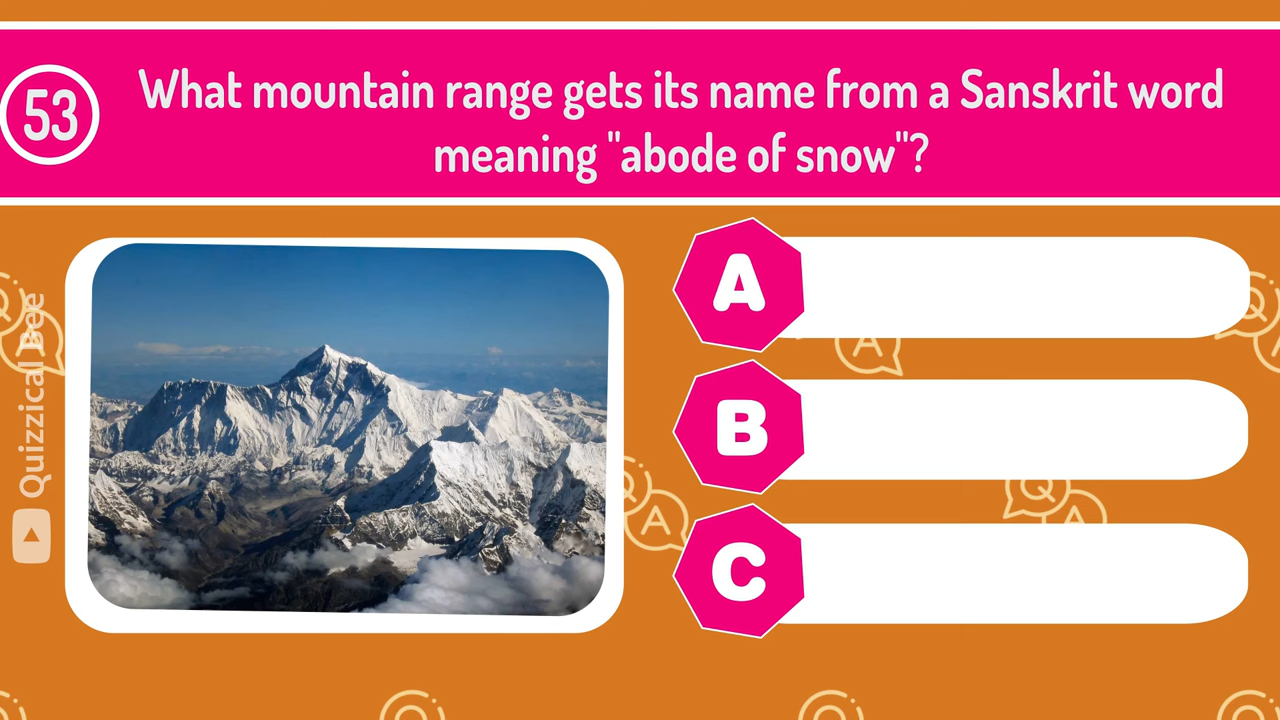 53
What mountain range gets its name from a Sanskrit word
meaning "abode of snow"?
A
B
C
Quizzical Bee
Q
A
A
Q
A
Q
A